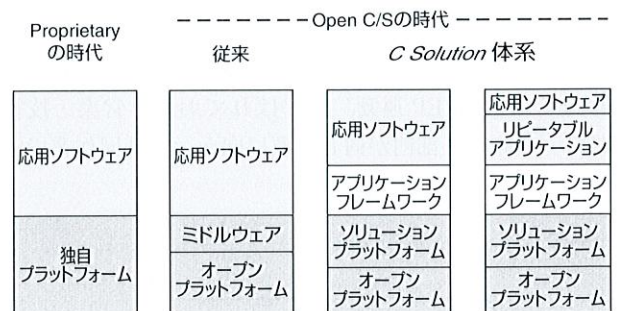 Proprietary
の時代
Open C/Sの時代
従来
C Solution 体系
応用ソフトウェア
独自
プラットフォーム
応用ソフトウェア
ミドルウェア
オープン
プラットフォーム
応用ソフトウェア
アプリケーション
フレームワーク
ソリューション
プラットフォーム
オープン
プラットフォーム
応用ソフトウェア
リピータブル
アプリケーション
アプリケーション
フレームワーク
ソリューション
プラットフォーム
オープン
プラットフォーム